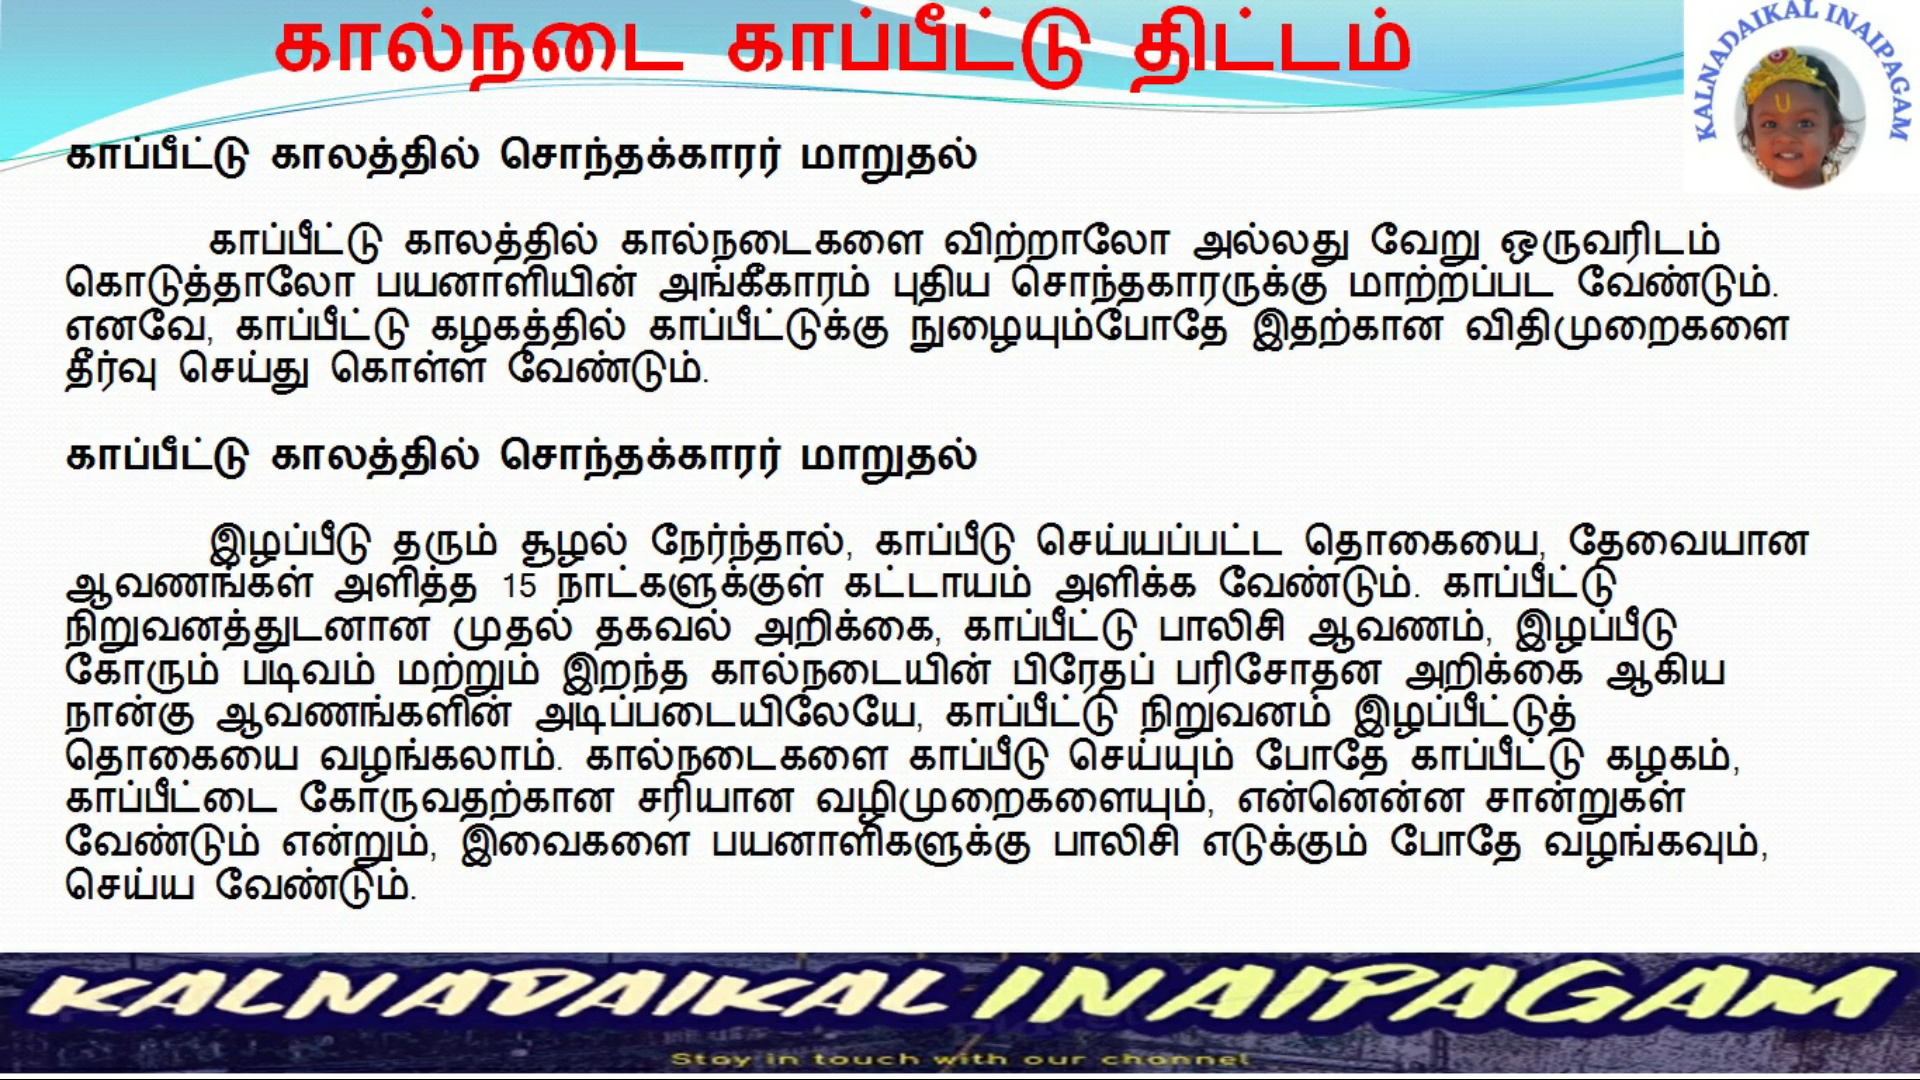 கால்நடை காப்பீட்டு திட்டம்
KALNADAIKAL INAIPAGAM
காப்பீட்டு காலத்தில் சொந்தக்காரர் மாறுதல்
காப்பீட்டு காலத்தில் கால்நடைகளை விற்றாலோ அல்லது வேறு ஒருவரிடம்
கொடுத்தாலோ பயனாளியின் அங்கீகாரம் புதிய சொந்தகாரருக்கு மாற்றப்பட வேண்டும்.
எனவே, காப்பீட்டு கழகத்தில் காப்பீட்டுக்கு நுழையும்போதே இதற்கான விதிமுறைகளை
தீர்வு செய்து கொள்ள வேண்டும்.
காப்பீட்டு காலத்தில் சொந்தக்காரர் மாறுதல்
இழப்பீடு தரும் சூழல் நேர்ந்தால், காப்பீடு செய்யப்பட்ட தொகையை, தேவையான
ஆவணங்கள் அளித்த 15 நாட்களுக்குள் கட்டாயம் அளிக்க வேண்டும். காப்பீட்டு
நிறுவனத்துடனான முதல் தகவல் அறிக்கை, காப்பீட்டு பாலிசி ஆவணம், இழப்பீடு
கோரும் படிவம் மற்றும் இறந்த கால்நடையின் பிரேதப் பரிசோதன அறிக்கை ஆகிய
நான்கு ஆவணங்களின் அடிப்படையிலேயே, காப்பீட்டு நிறுவனம் இழப்பீட்டுத்
தொகையை வழங்கலாம். கால்நடைகளை காப்பீடு செய்யும் போதே காப்பீட்டு கழகம்,
காப்பீட்டை கோருவதற்கான சரியான வழிமுறைகளையும், என்னென்ன சான்றுகள்
வேண்டும் என்றும், இவைகளை பயனாளிகளுக்கு பாலிசி எடுக்கும் போதே வழங்கவும்,
செய்ய வேண்டும்.
KALNADAIKAL INAIPAGAM
Stay in touch with our channel